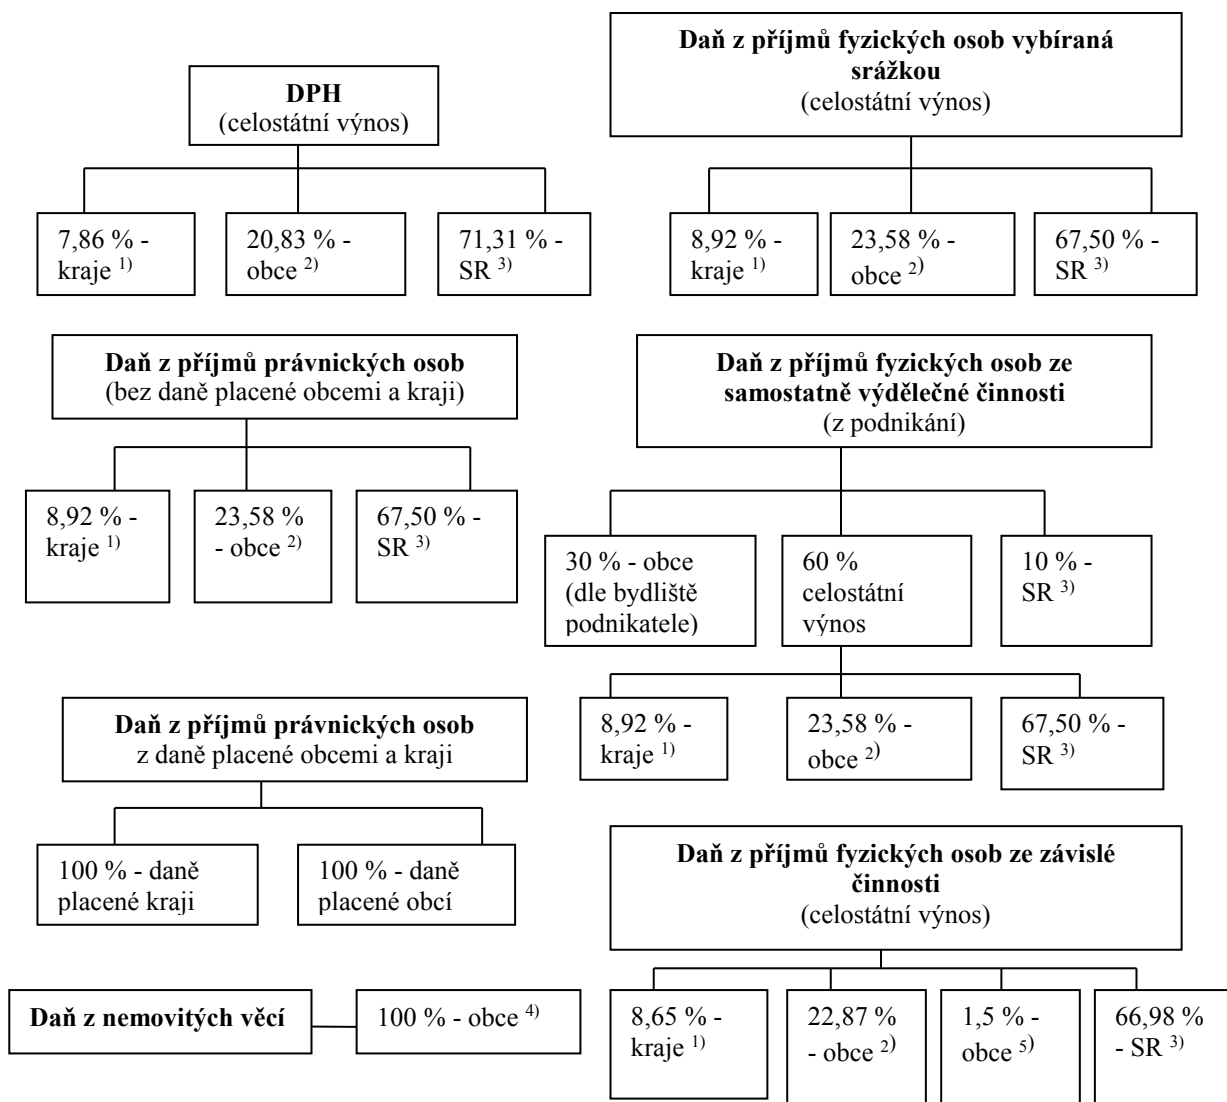 DPH
(celostátní výnos)
7,86 % -
kraje 1)
20,83 % -
obce 2)
71,31 % -
SR 3)
Daň z příjmů fyzických osob vybíraná
srážkou
(celostátní výnos)
8,92 % -
kraje 1)
23,58 % -
obce 2)
67,50 % -
SR 3)
Daň z příjmů právnických osob
(bez daně placené obcemi a kraji)
8,92 % -
kraje 1)
23,58 %
- obce 2)
67,50 % -
SR 3)
Daň z příjmů fyzických osob ze
samostatně výdělečné činnosti
(z podnikání)
30 % - obce
(dle bydliště
podnikatele)
60 %
celostátní
výnos
10 % -
SR 3)
8,92 % -
kraje 1)
23,58 % -
obce 2)
67,50 % -
SR 3)
Daň z příjmů právnických osob
z daně placené obcemi a kraji
100 % - daně
placené kraji
100 % - daně
placené obcí
Daň z příjmů fyzických osob ze závislé
činnosti
(celostátní výnos)
8,65 % -
kraje 1)
22,87 %
- obce 2)
1,5 % -
obce 5)
66,98 %
- SR 3)
Daň z nemovitých věcí
100 % - obce 4)